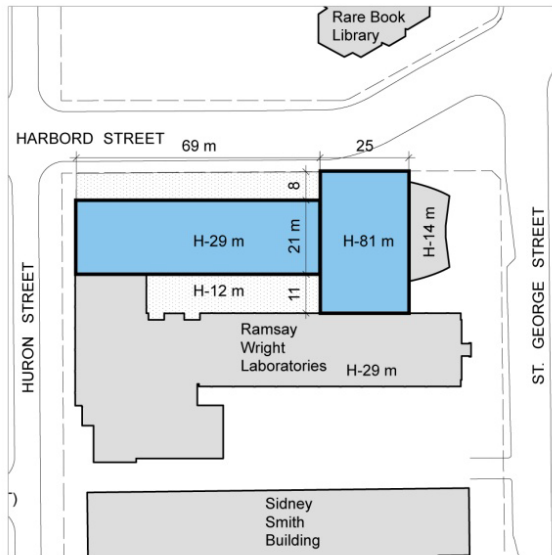 Rare Book
Library
HARBORD STREET
69 m
25
8
H-29 m
21 m
H-81 m
H-14 m
H-12 m
11
Ramsay
Wright
Laboratories
H-29 m
HURON STREET
ST. GEORGE STREET
)
Sidney
Smith
Building